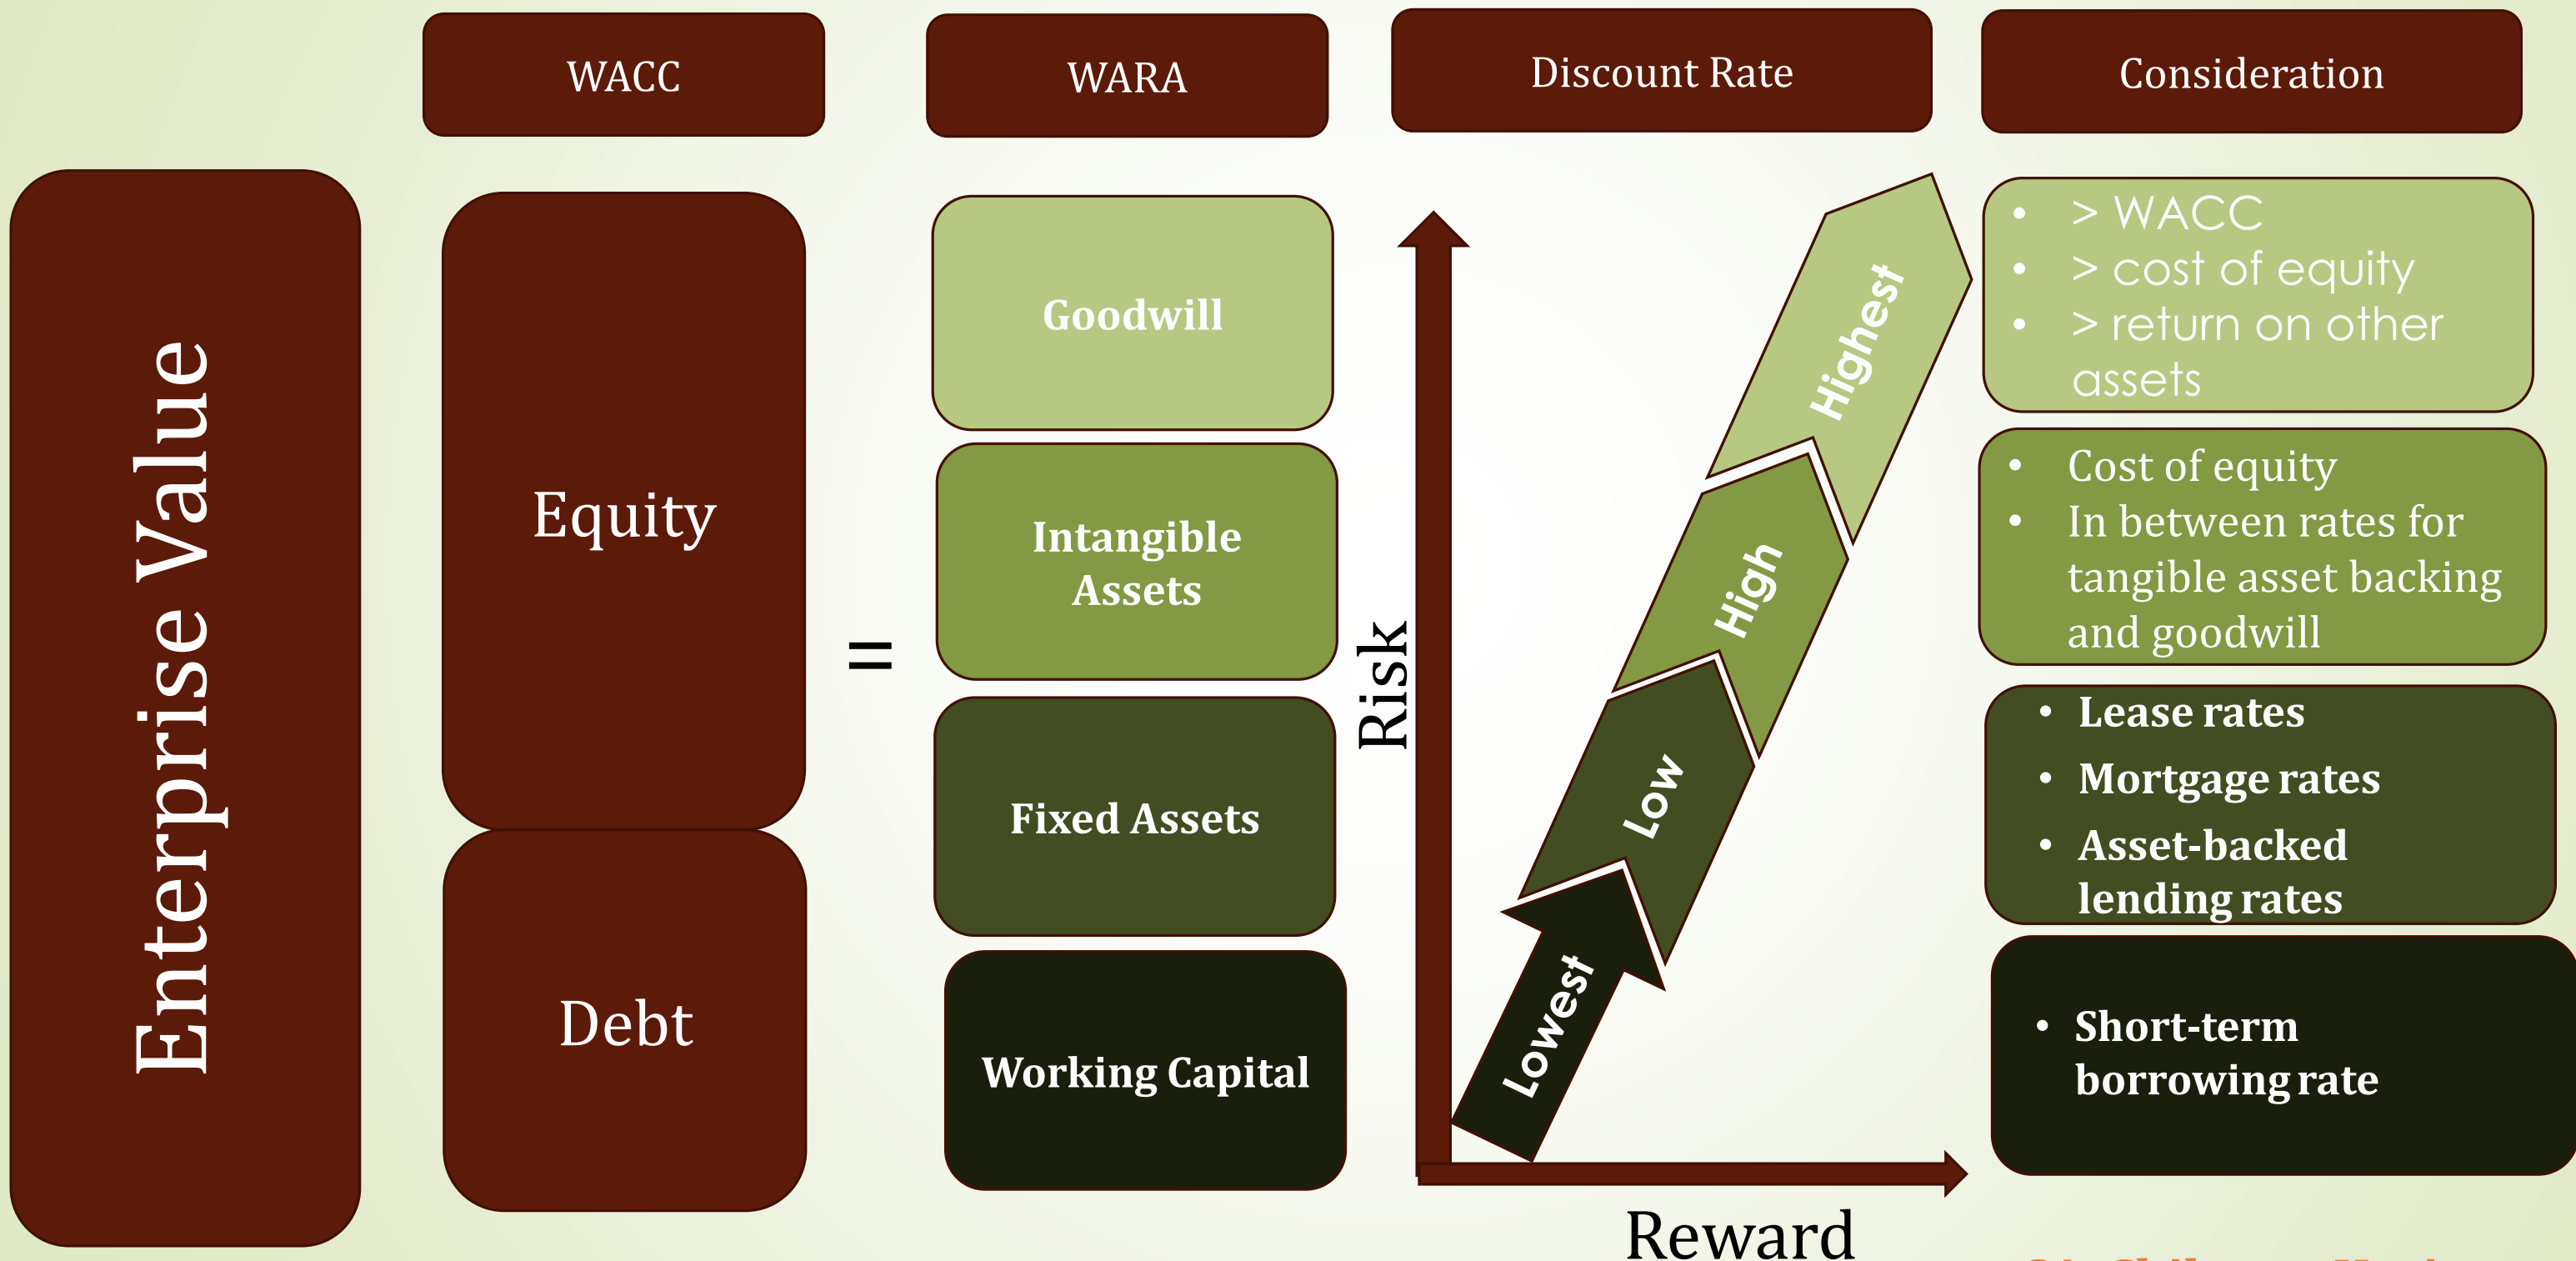 WACC
WARA
Discount Rate
Consideration
Enterprise Value
Equity
Debt
=
Goodwill
Intangible
Assets
Fixed Assets
Working Capital
Risk
Reward
Highest
High
Low
Lowest
• > WACC
• > cost of equity
• > return on other
assets
• Cost of equity
• In between rates for
tangible asset backing
and goodwill
• Lease rates
• Mortgage rates
• Asset-backed
lending rates
• Short-term
borrowing rate